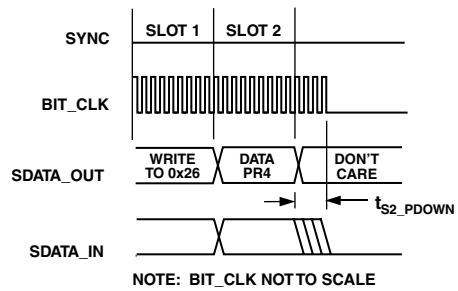 SLOT 1 SLOT 2
SYNC
BIT_CLK
SDATA_OUT
WRITE
TO 0x26
DATA
PR4
DON'T
CARE
tS2_PDOWN
SDATA_IN
NOTE: BIT_CLK NOT TO SCALE